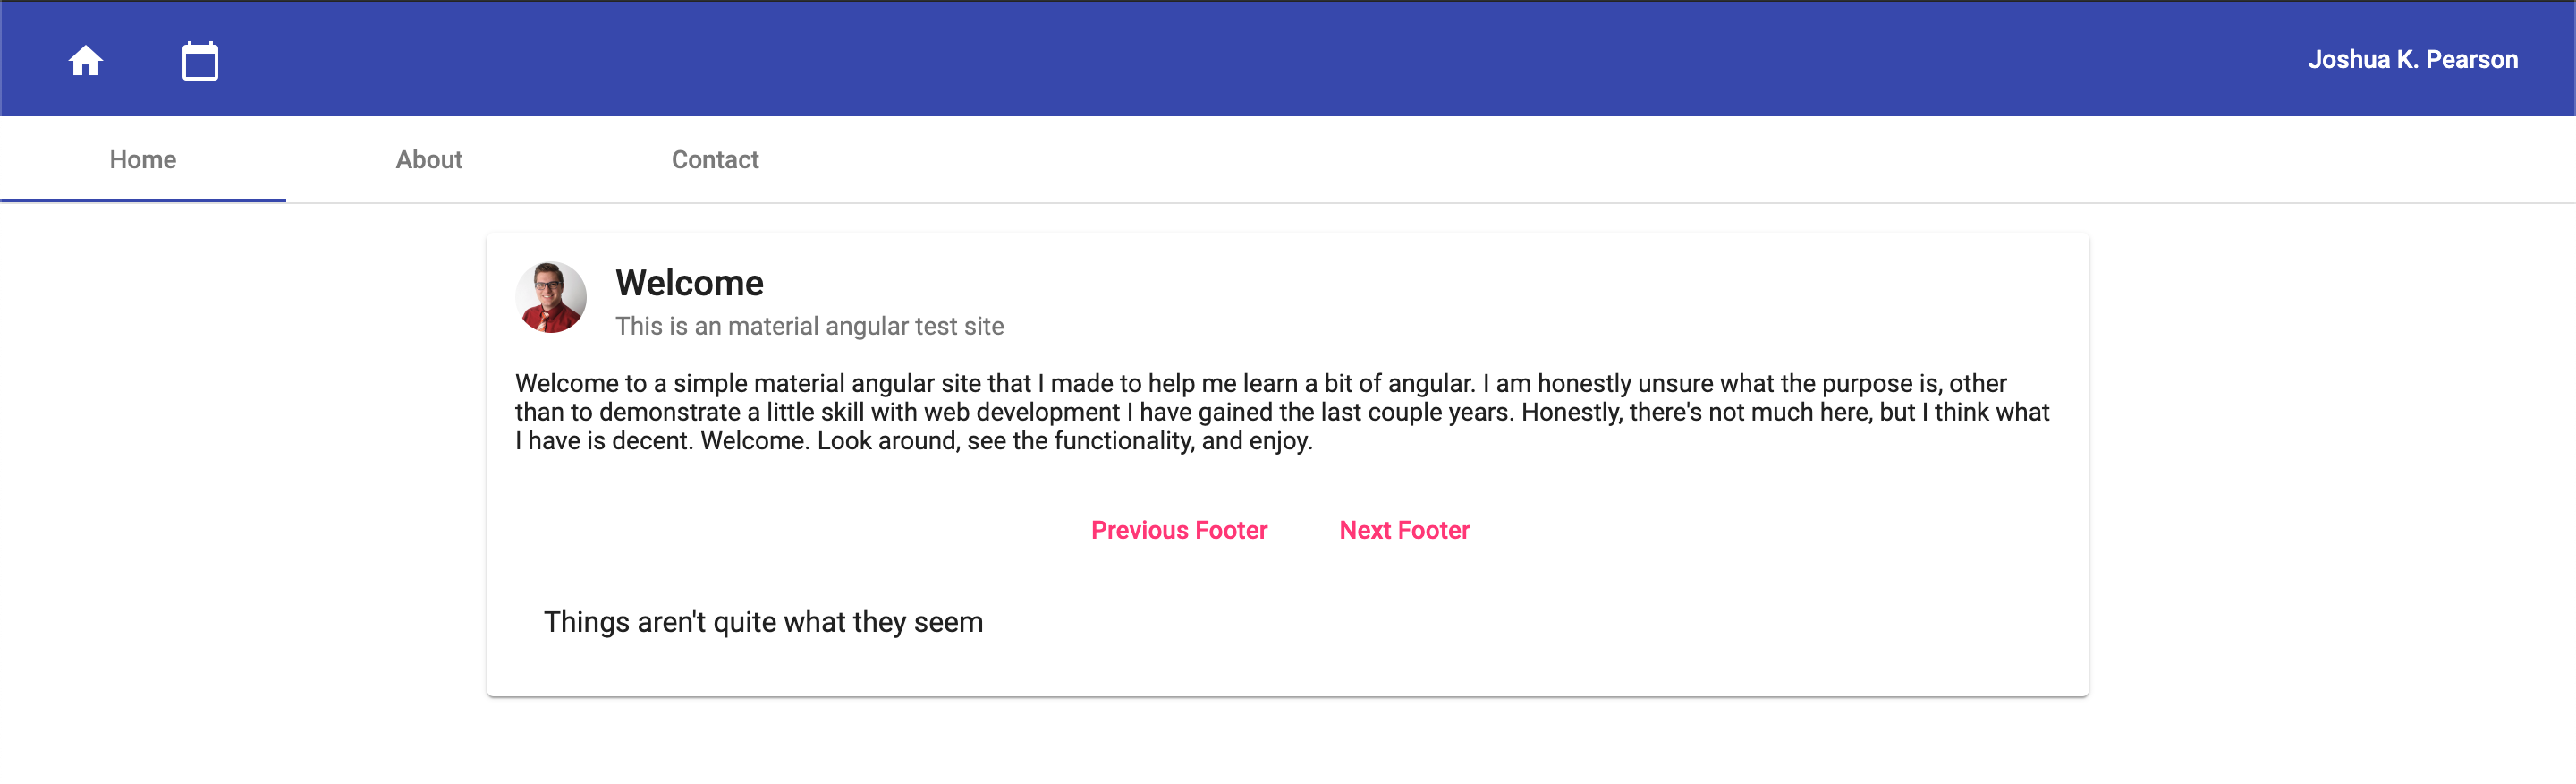 Joshua K. Pearson
Home
About
Contact
Welcome
This is an material angular test site
Welcome to a simple material angular site that I made to help me learn a bit of angular. I am honestly unsure what the purpose is, other
than to demonstrate a little skill with web development I have gained the last couple years. Honestly, there's not much here, but I think what
I have is decent. Welcome. Look around, see the functionality, and enjoy.
Previous Footer
Next Footer
Things aren't quite what they seem